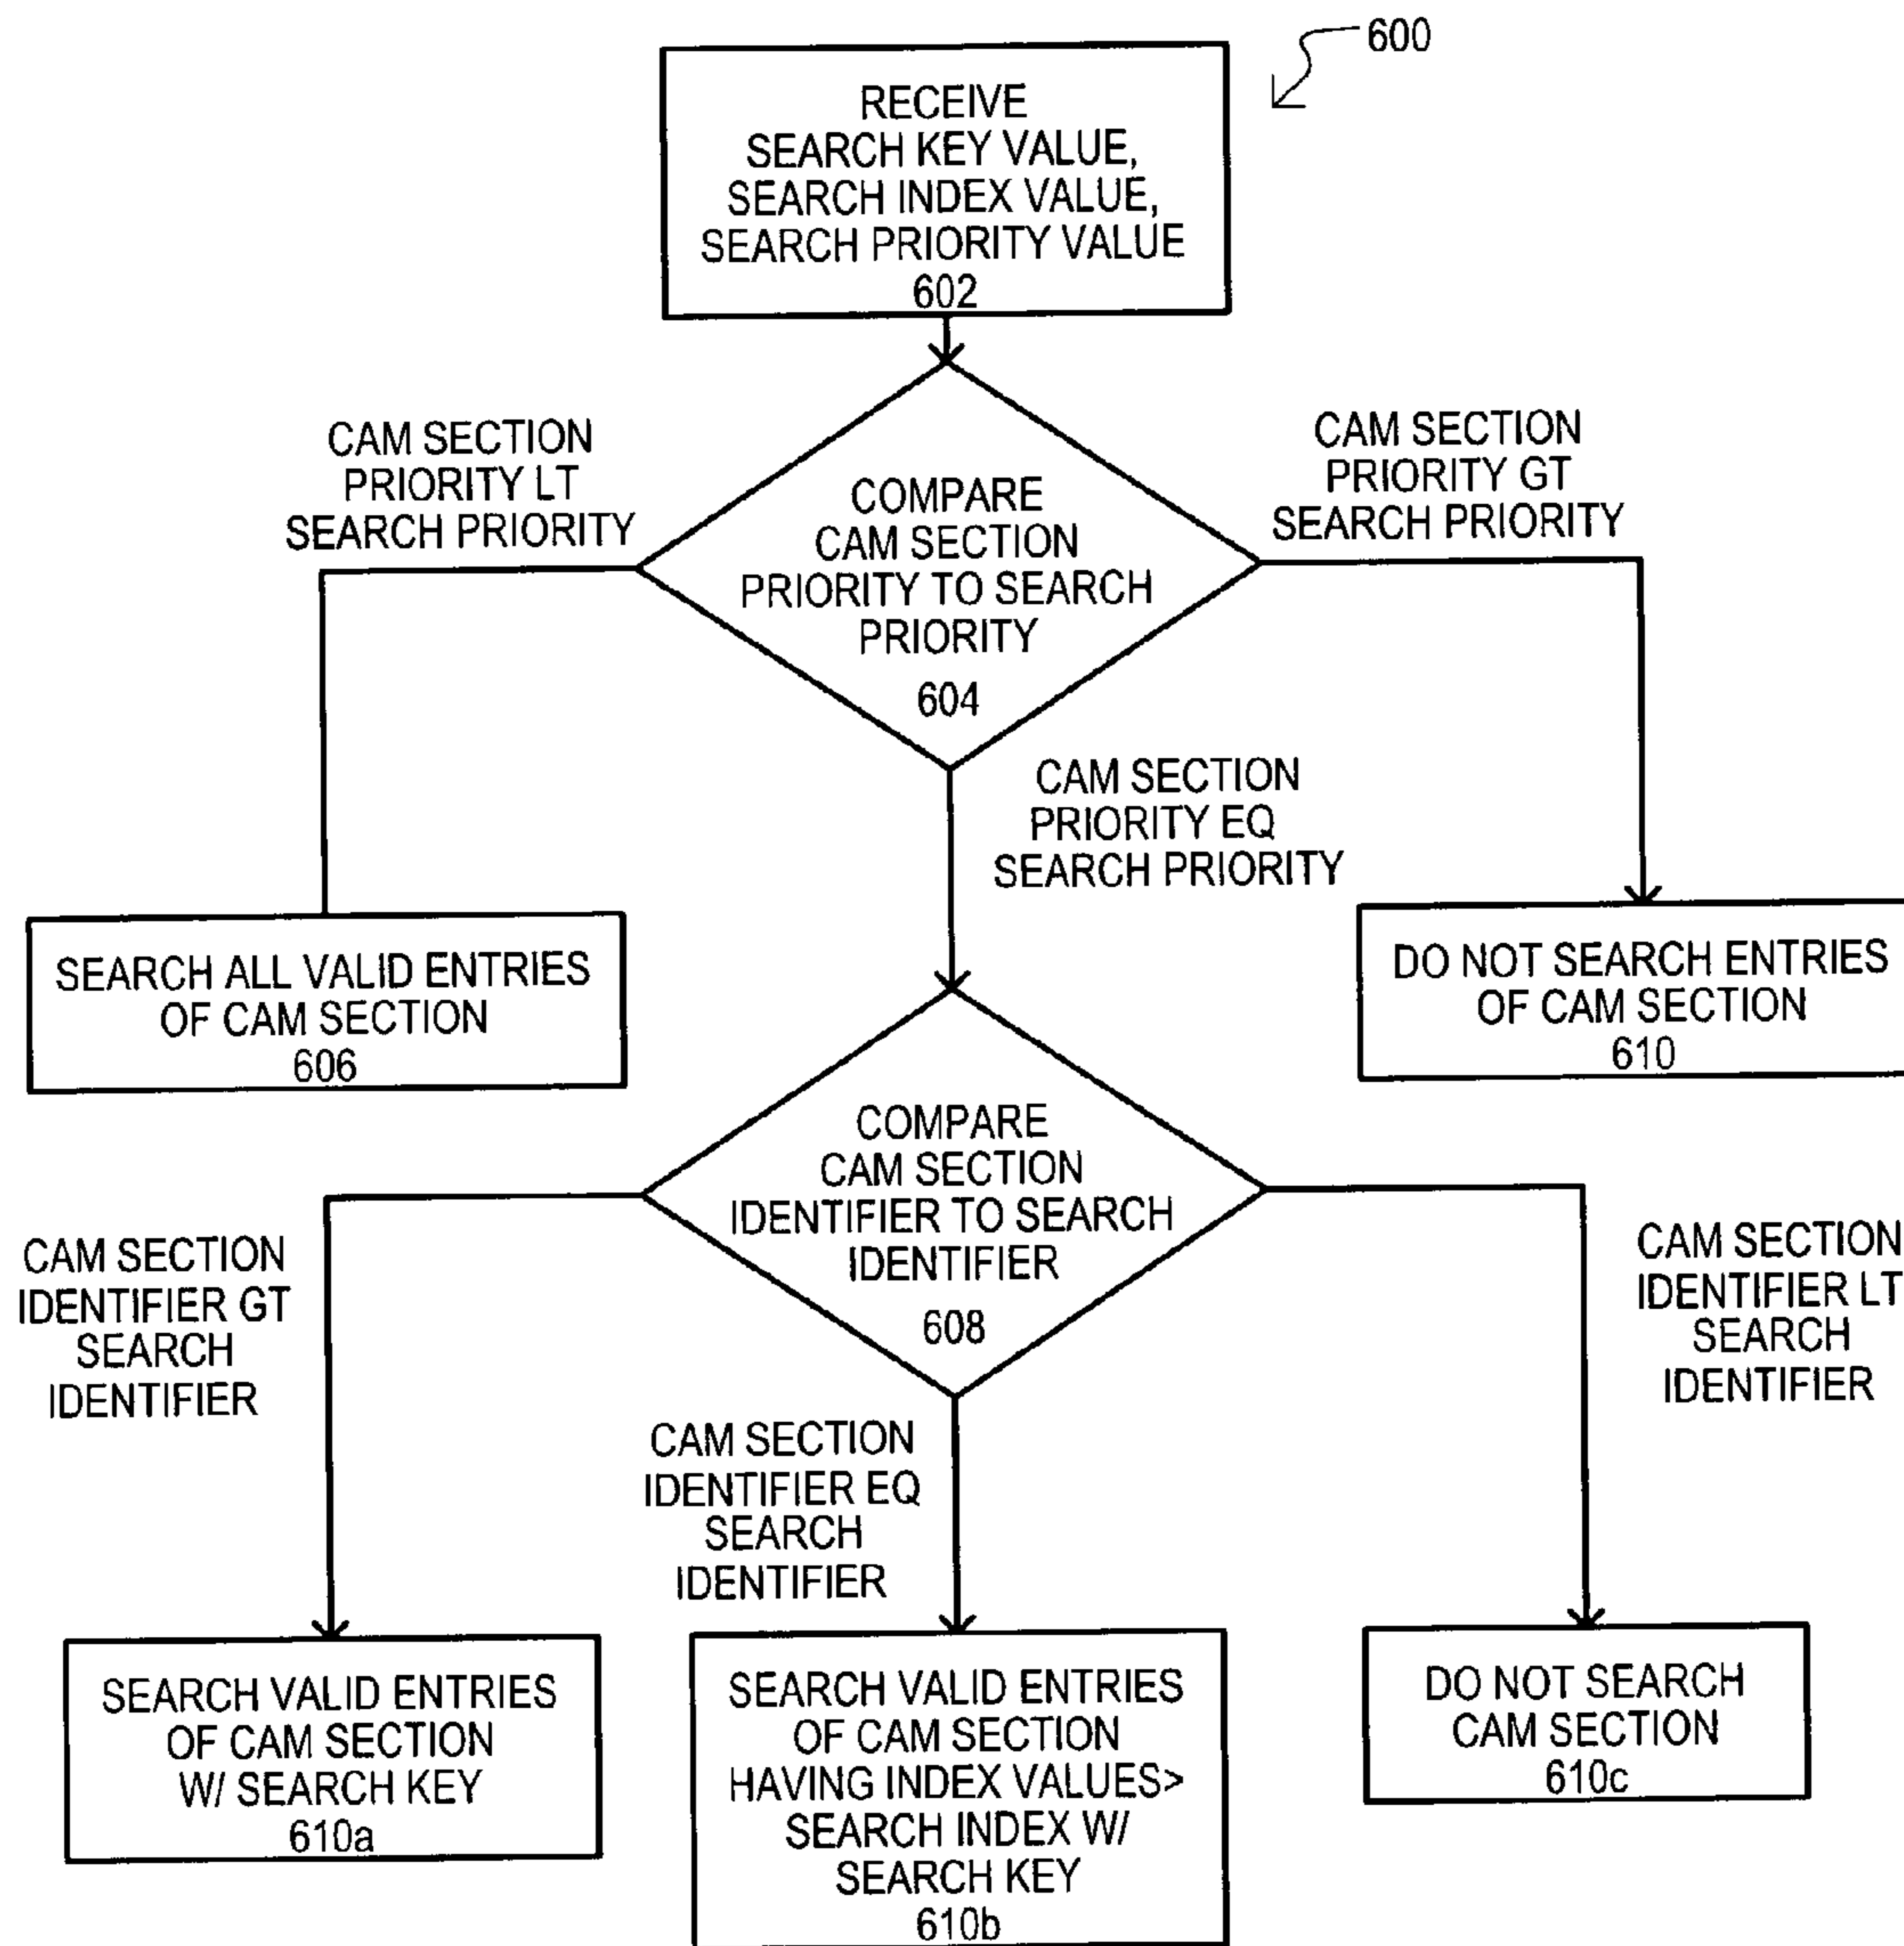 600
RECEIVE
SEARCH KEY VALUE,
SEARCH INDEX VALUE,
SEARCH PRIORITY VALUE
602
CAM SECTION
PRIORITY LT
SEARCH PRIORITY
COMPARE
CAM SECTION
PRIORITY TO SEARCH
PRIORITY
604
CAM SECTION
PRIORITY GT
SEARCH PRIORITY
CAM SECTION
PRIORITY EQ
SEARCH PRIORITY
SEARCH ALL VALID ENTRIES
OF CAM SECTION
606
DO NOT SEARCH ENTRIES
OF CAM SECTION
610
COMPARE
CAM SECTION
IDENTIFIER TO SEARCH
IDENTIFIER
608
CAM SECTION
IDENTIFIER GT
SEARCH
IDENTIFIER
CAM SECTION
IDENTIFIER EQ
SEARCH
IDENTIFIER
CAM SECTION
IDENTIFIER LT
SEARCH
IDENTIFIER
SEARCH VALID ENTRIES
OF CAM SECTION
W/ SEARCH KEY
610a
SEARCH VALID ENTRIES
OF CAM SECTION
HAVING INDEX VALUES>
SEARCH INDEX W/
SEARCH KEY
610b
DO NOT SEARCH
CAM SECTION
610c